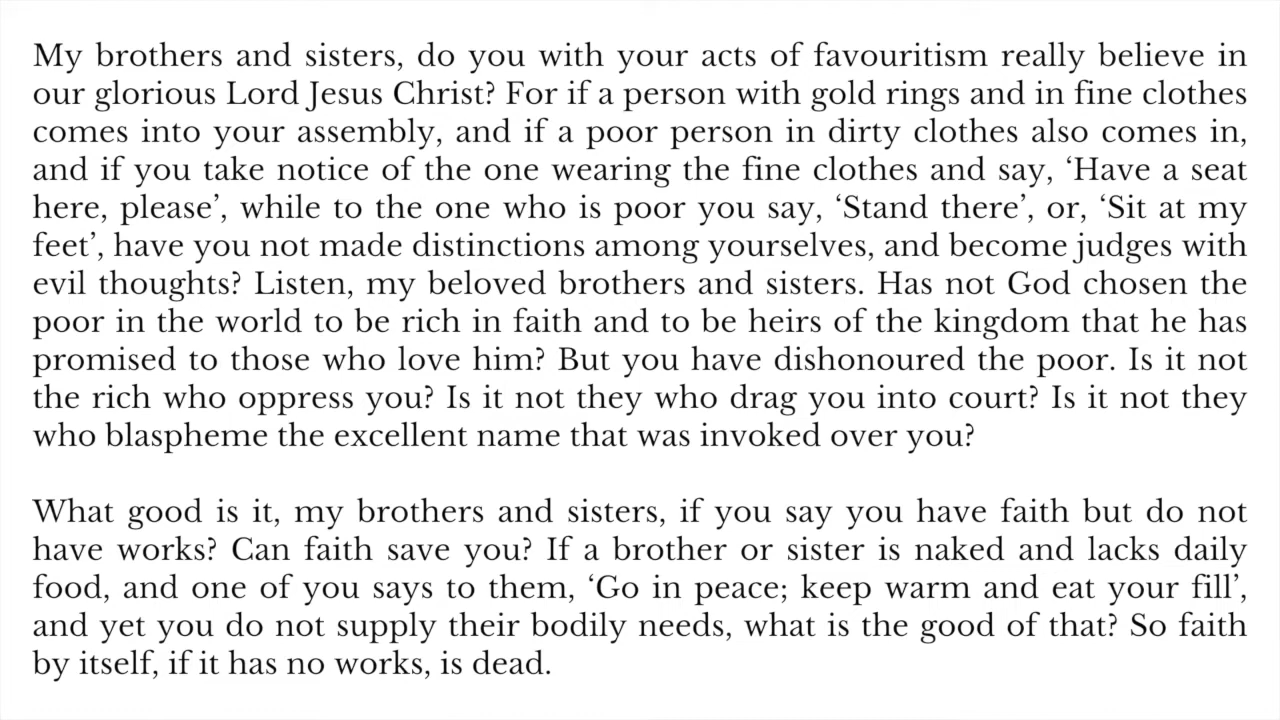 My brothers and sisters, do you with your acts of favouritism really believe in
our glorious Lord Jesus Christ? For if a person with gold rings and in fine clothes
comes into your assembly, and if a poor person in dirty clothes also comes in,
and if you take notice of the one wearing the fine clothes and say, ‘Have a seat
here, please’, while to the one who is poor you say, ‘Stand there’, or, ‘Sit at my
feet’, have you not made distinctions among yourselves, and become judges with
evil thoughts? Listen, my beloved brothers and sisters. Has not God chosen the
poor in the world to be rich in faith and to be heirs of the kingdom that he has
promised to those who love him? But you have dishonoured the poor. Is it not
the rich who oppress you? Is it not they who drag you into court? Is it not they
who blaspheme the excellent name that was invoked over you?
What good is it, my brothers and sisters, if you say you have faith but do not
have works? Can faith save you? If a brother or sister is naked and lacks daily
food, and one of you says to them, ‘Go in peace; keep warm and eat your fill’,
and yet you do not supply their bodily needs, what is the good of that? So faith
by itself, if it has no works, is dead.